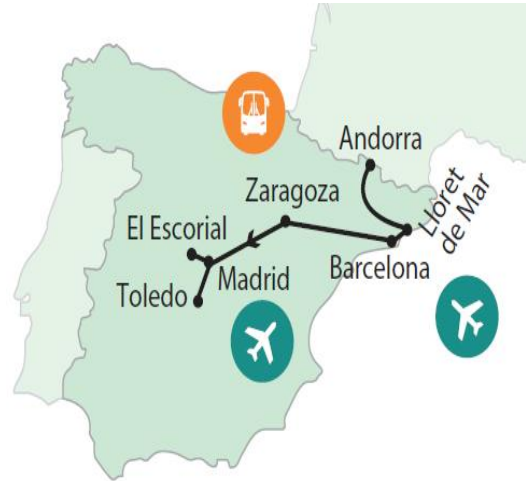 Andorra
Zaragoza
Lloret
de Mar
El Escorial
Barcelona
Madrid
Toledo